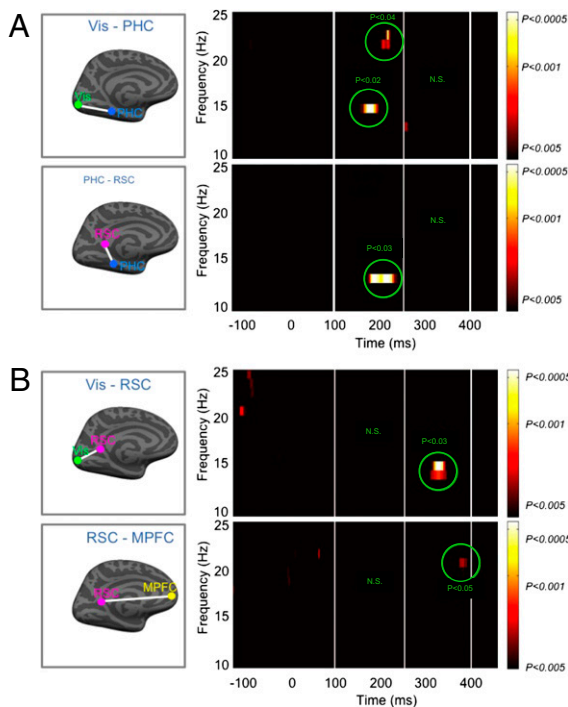 A
Vis - PHC
Vis
PHC
Frequency (Hz)
25
20
15
10
P<0.04
P<0.02
N.S.
P<0.0005
P<0.001
P<0.005
PHC - RSC
RSC
PHC
Frequency (Hz)
25
20
15
10
P<0.03
N.S.
P<0.0005
P<0.001
P<0.005
-100 0 100 200 300 400
Time (ms)
B
Vis - RSC
Vis
RSC
Frequency (Hz)
25
20
15
10
N.S.
P<0.03
P<0.0005
P<0.001
P<0.005
RSC - MPFC
RSC
MPFC
Frequency (Hz)
25
20
15
10
N.S.
P<0.05
P<0.0005
P<0.001
P<0.005
-100 0 100 200 300 400
Time (ms)